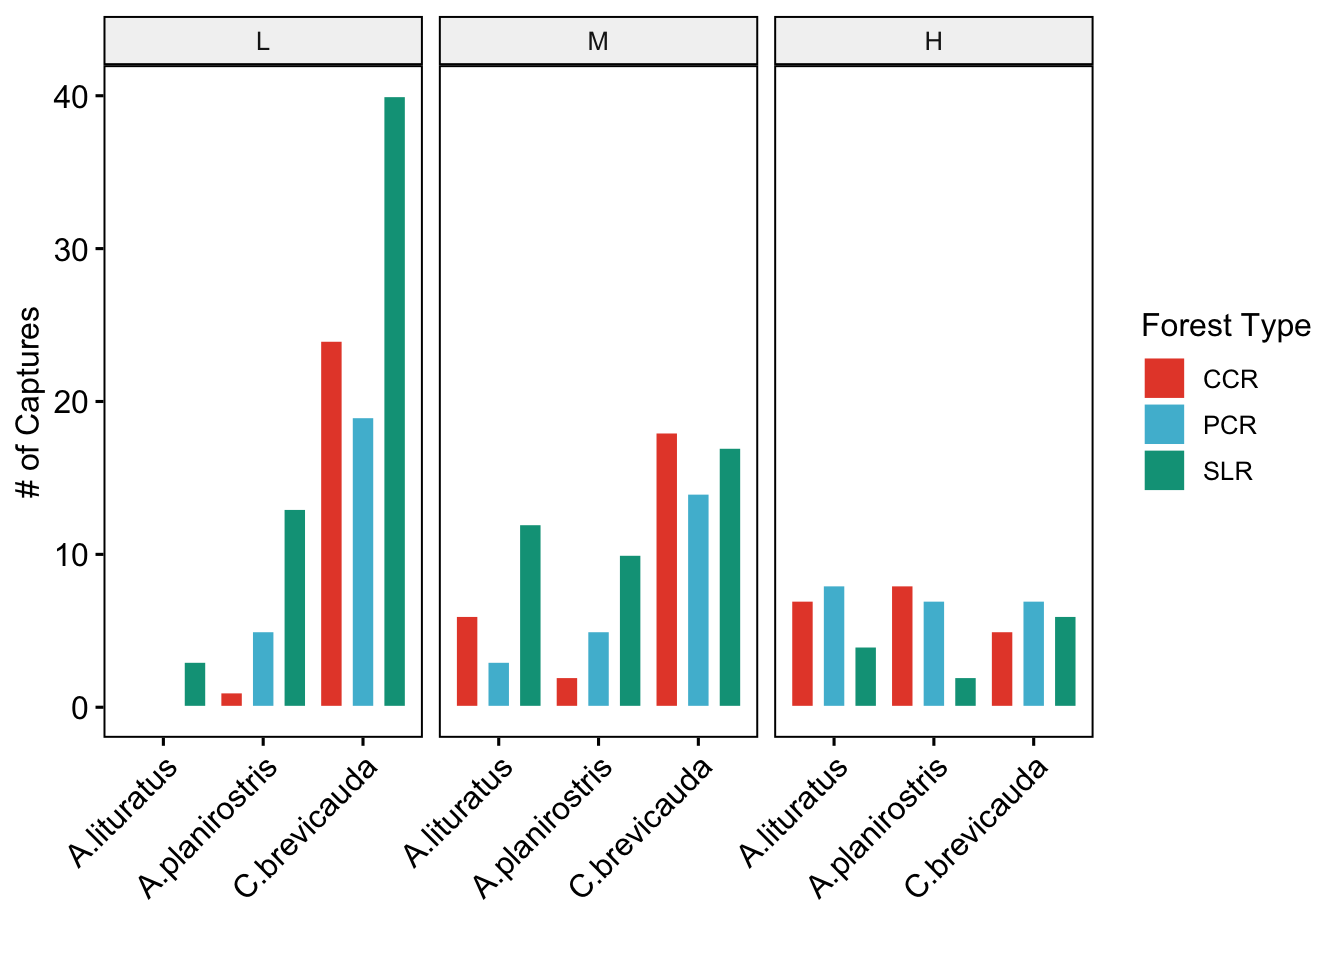 L
M
H
40
30
20
10
0
# of Captures
A.lituratus
A.planirostris
C.brevicauda
A.lituratus
A.planirostris
C.brevicauda
A.lituratus
A.planirostris
C.brevicauda
Forest Type
CCR
PCR
SLR